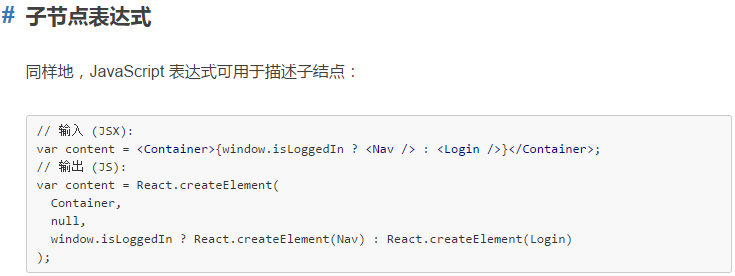 # 子节点表达式
同样地，JavaScript 表达式可用于描述子结点：
// 输入 (JSX):
var content = <Container>{window.isLoggedIn ? <Nav /> : <Login />}</Container>;
// 输出 (JS):
var content = React.createElement(
  Container,
  null,
  window.isLoggedIn ? React.createElement(Nav) : React.createElement(Login)
);